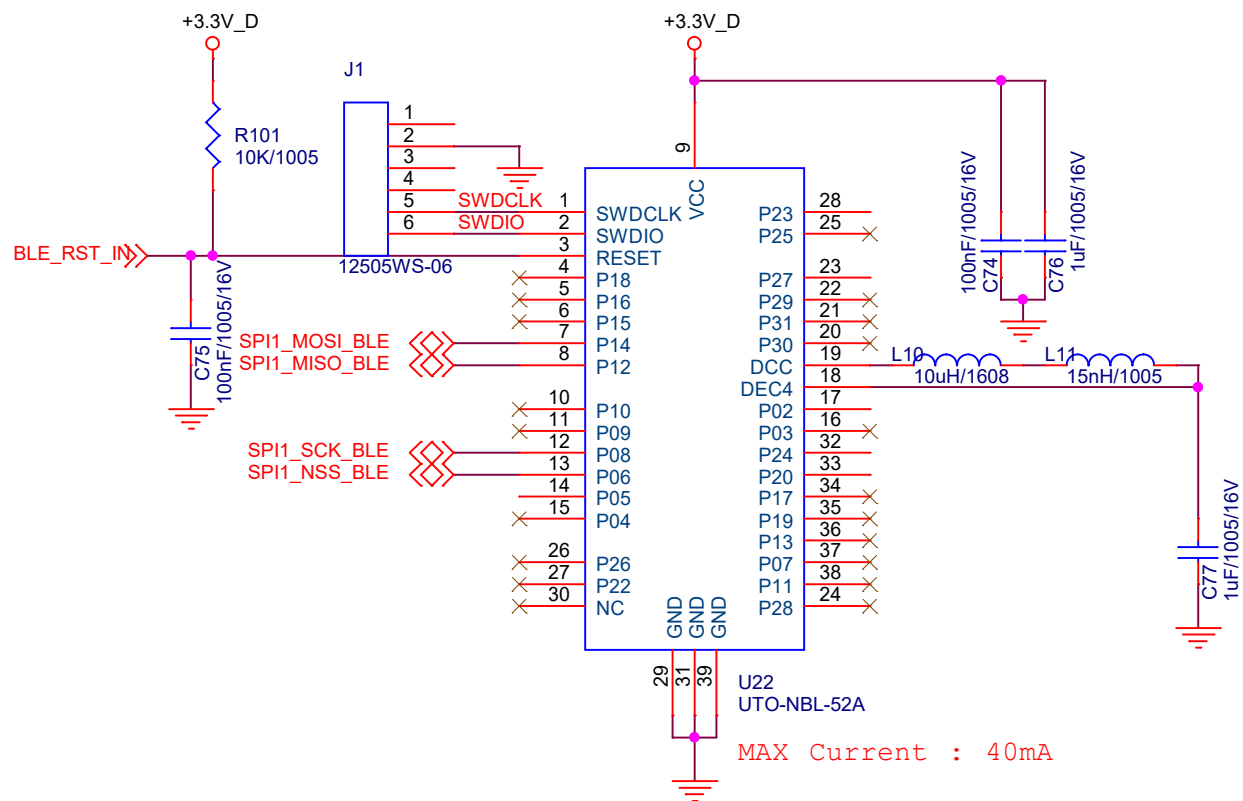 +3.3V_D
+3.3V_D
J1
R101
10K/1005
1
2
3
4
5
6
SWDCLK
SWDIO
12505WS-06
BLE_RST_IN
C75
100nF/1005/16V
9
VCC
C74
100nF/1005/16V
C76
1uF/1005/16V
1 SWDCLK
2 SWDIO
3 RESET
4 P18
5 P16
6 P15
SPI1_MOSI_BLE 7 P14
SPI1_MISO_BLE 8 P12
10 P10
11 P09
SPI1_SCK_BLE 12 P08
SPI1_NSS_BLE 13 P06
14 P05
15 P04
26 P26
27 P22
30 NC
P23 28
P25 25
P27 23
P29 22
P31 21
P30 20
DCC 19
DEC4 18
P02 17
P03 16
P24 32
P20 33
P17 34
P19 35
P13 36
P07 37
P11 38
P28 24
L10
10uH/1608
L11
15nH/1005
C77
1uF/1005/16V
GND GND GND
29 31 39
U22
UTO-NBL-52A
MAX Current : 40mA